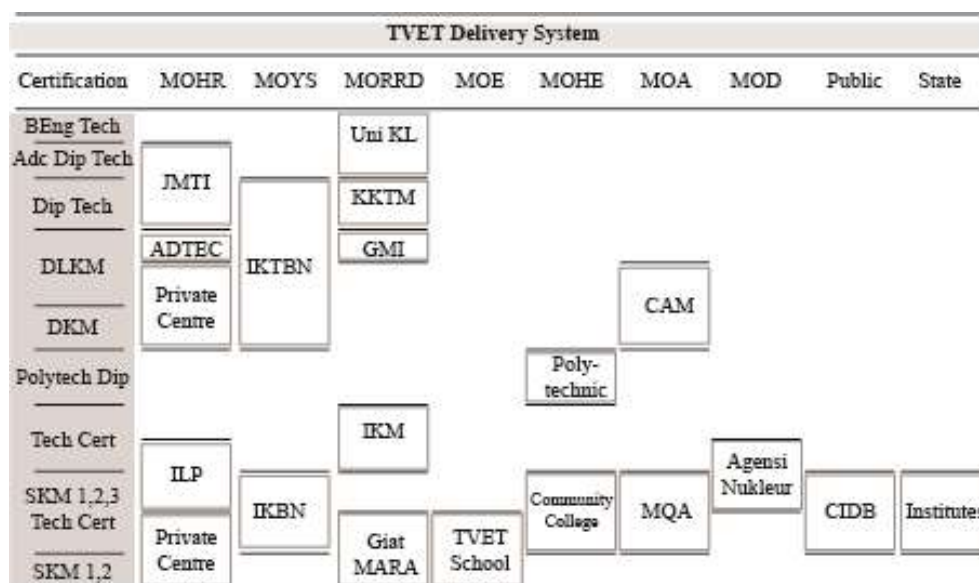 TVET Delivery System
Certification MOHR MOYS MORRD MOE MOHE MOA MOD Public State
BEng Tech
Uni KL
Adc Dip Tech
JMTI
KKTM
Dip Tech
ADTEC
GMI
DLKM
IKTBN
Private
Centre
CAM
DKM
Poly-
technic
Polytech Dip
IKM
Tech Cert
Agensi
Nukleur
ILP
SKM 1,2,3
Tech Cert
IKBN
Community
College
MQA
CIDB
Institutes
Private
Centre
Giat
MARA
TVET
School
SKM 1,2